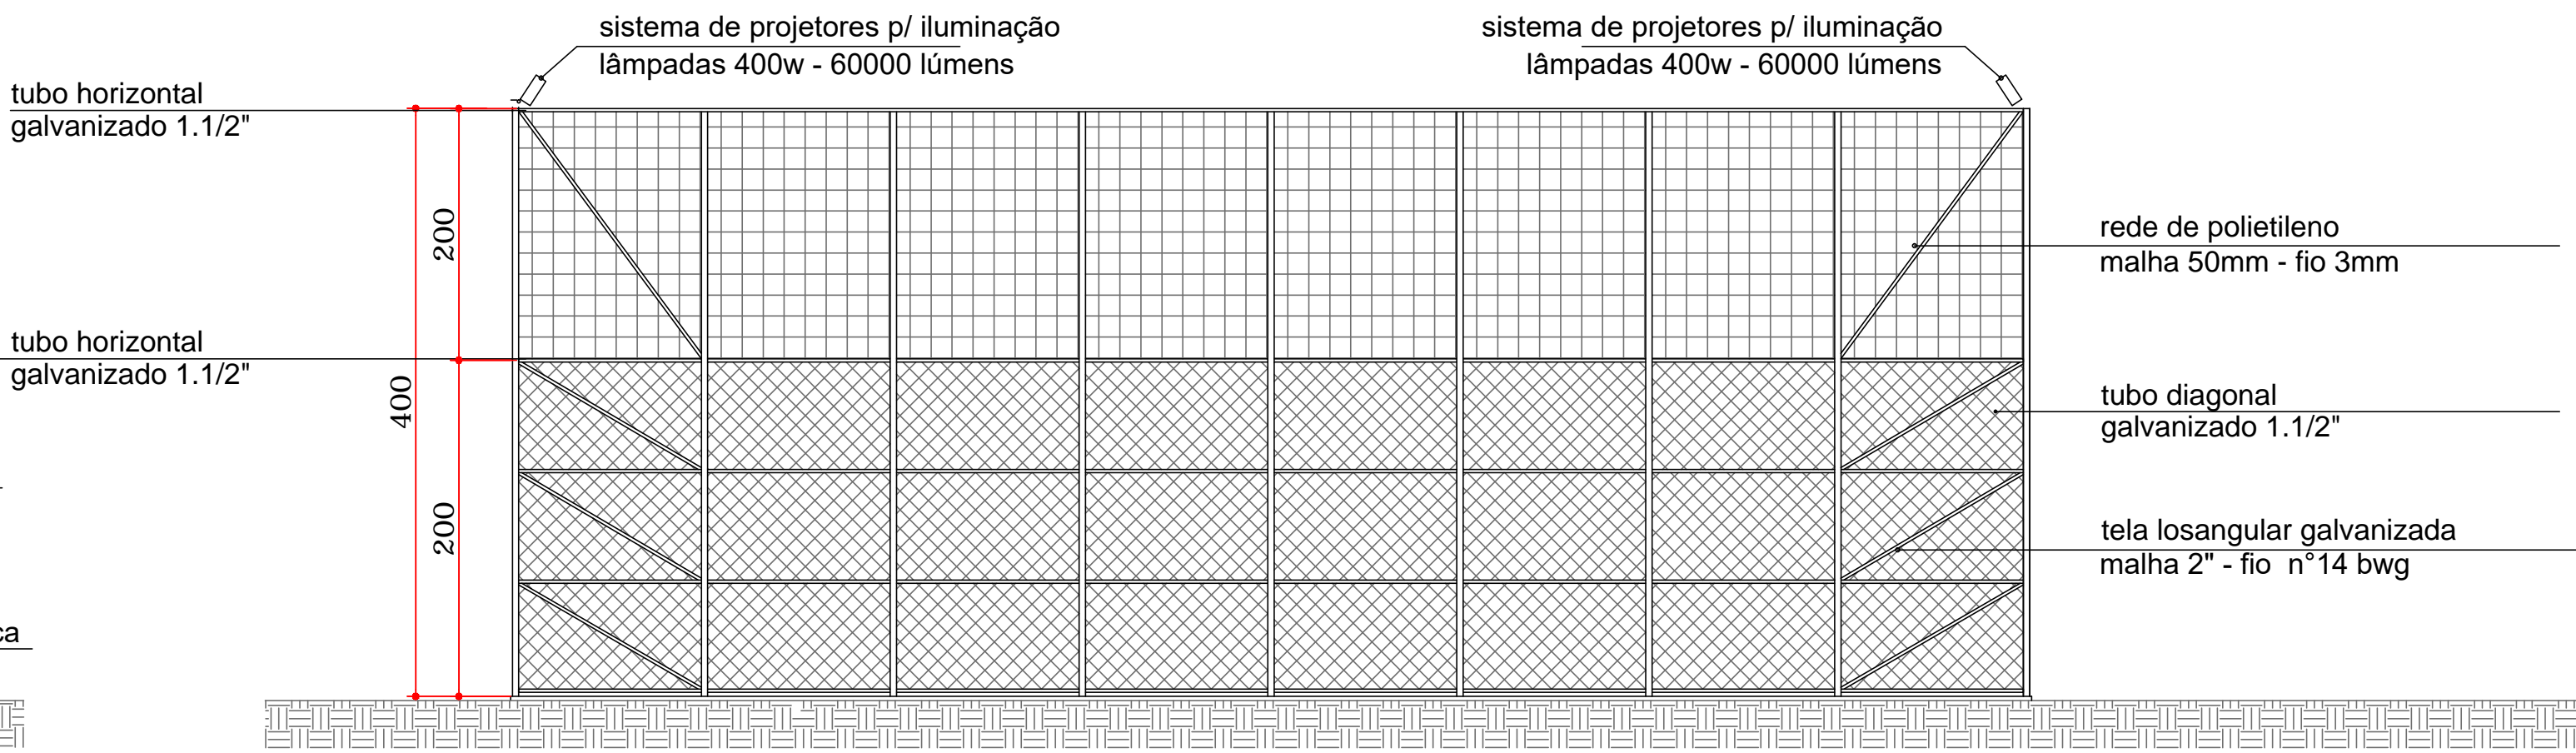 sistema de projetores p/ iluminação
lâmpadas 400w - 60000 lúmens
sistema de projetores p/ iluminação
lâmpadas 400w - 60000 lúmens
tubo horizontal
galvanizado 1.1/2"
200
rede de polietileno
malha 50mm - fio 3mm
tubo horizontal
galvanizado 1.1/2"
400
tubo diagonal
galvanizado 1.1/2"
200
tela losangular galvanizada
malha 2" - fio  n°14 bwg